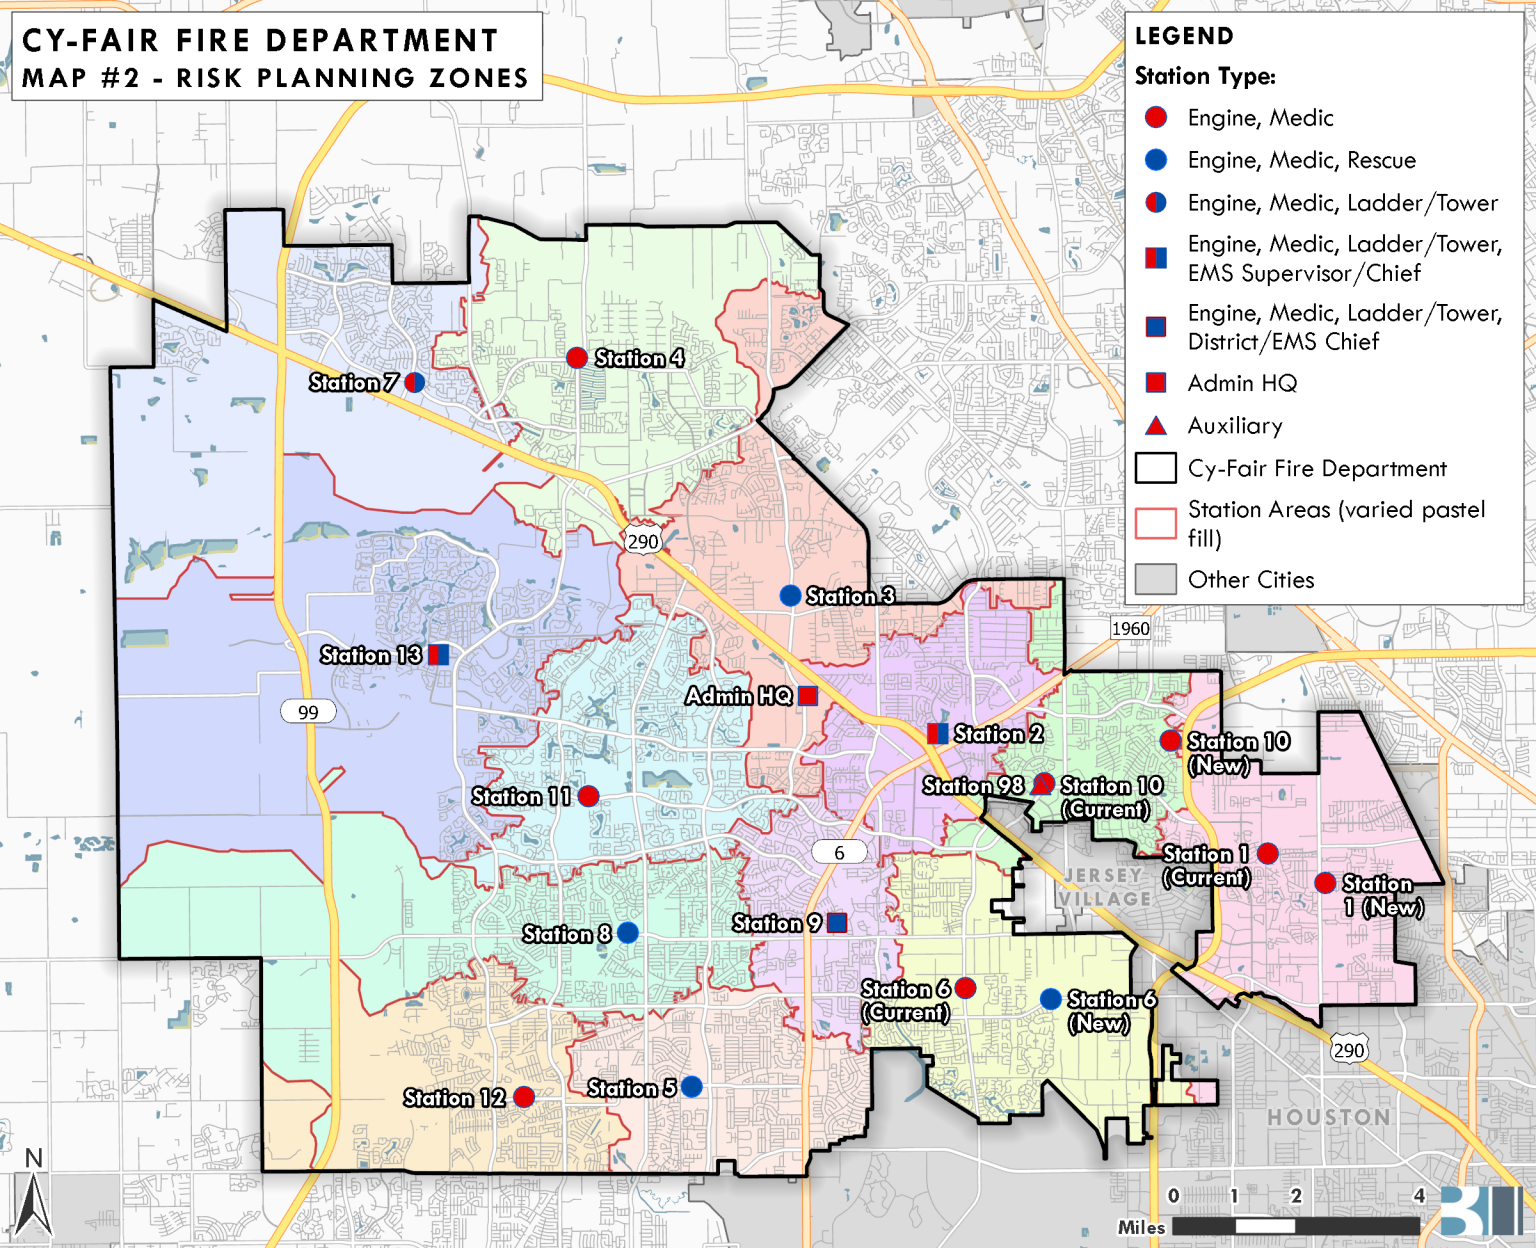 CY-FAIR FIRE DEPARTMENT
MAP #2 - RISK PLANNING ZONES
LEGEND
Station Type:
Engine, Medic
Engine, Medic, Rescue
Engine, Medic, Ladder/Tower
Engine, Medic, Ladder/Tower,
EMS Supervisor/Chief
Engine, Medic, Ladder/Tower,
District/EMS Chief
Admin HQ
Auxiliary
Cy-Fair Fire Department
Station Areas (varied pastel
fill)
Other Cities
Station 4
Station 7
290
Station 3
1960
Station 13
Admin HQ
99
Station 2
Station 10
(New)
Station 98
Station 10
(Current)
Station 11
6
Station 1
(Current)
JERSEY
VILLAGE
Station
1 (New)
Station 9
Station 8
Station 6
(Current)
Station 6
(New)
290
Station 5
Station 12
HOUSTON
N
0 1 2 4
Miles